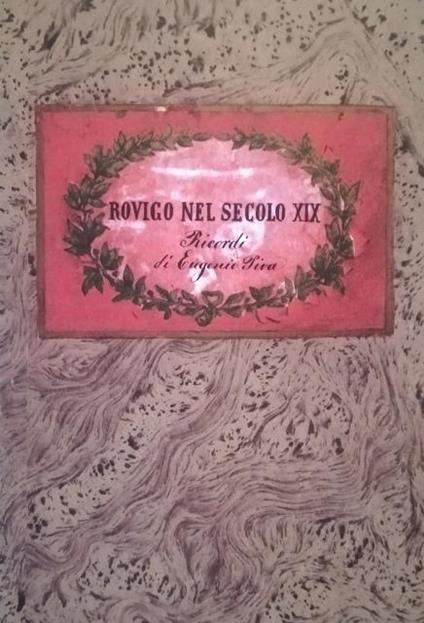 ROVIGO NEL SECOLO XIX
Ricordi
di Eugenio Piva